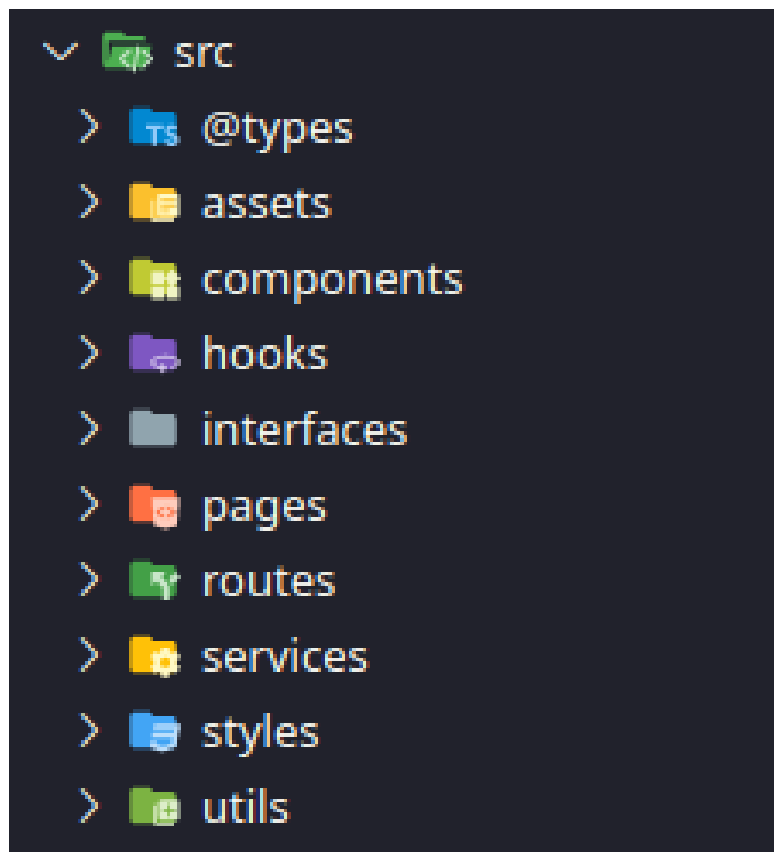 src
@types
assets
components
hooks
interfaces
pages
routes
services
styles
utils